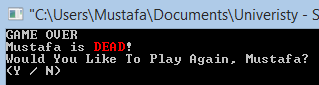 "C:\Users\Mustafa\Documents\Univeristy - S
GAME OVER
Mustafa is DEAD!
Would You Like To Play Again, Mustafa?
(Y / N)